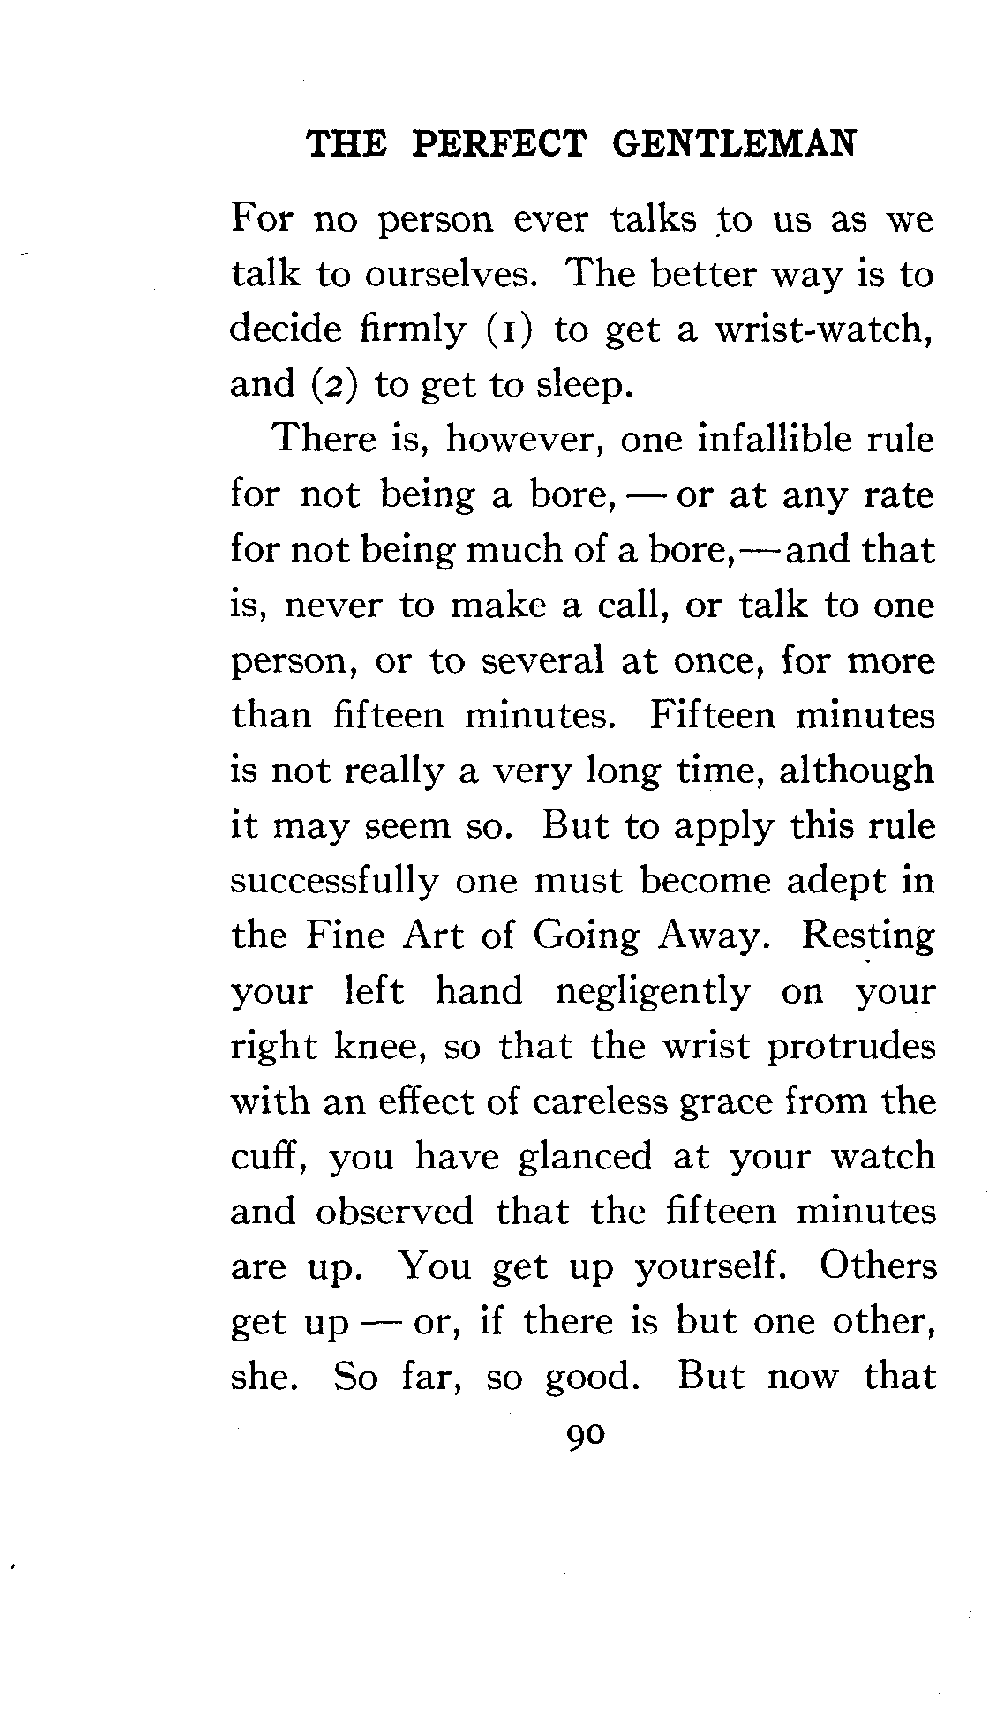 THE PERFECT GENTLEMAN
For no person ever talks to us as we
talk to ourselves. The better way is to
decide firmly (1) to get a wrist-watch,
and (2) to get to sleep.
There is, however, one infallible rule
for not being a bore, — or at any rate
for not being much of a bore,—and that
is, never to make a call, or talk to one
person, or to several at once, for more
than fifteen minutes. Fifteen minutes
is not really a very long time, although
it may seem so. But to apply this rule
successfully one must become adept in
the Fine Art of Going Away. Resting
your left hand negligently on your
right knee, so that the wrist protrudes
with an effect of careless grace from the
cuff, you have glanced at your watch
and observed that the fifteen minutes
are up. You get up yourself. Others
get up — or, if there is but one other,
she. So far, so good. But now that
90